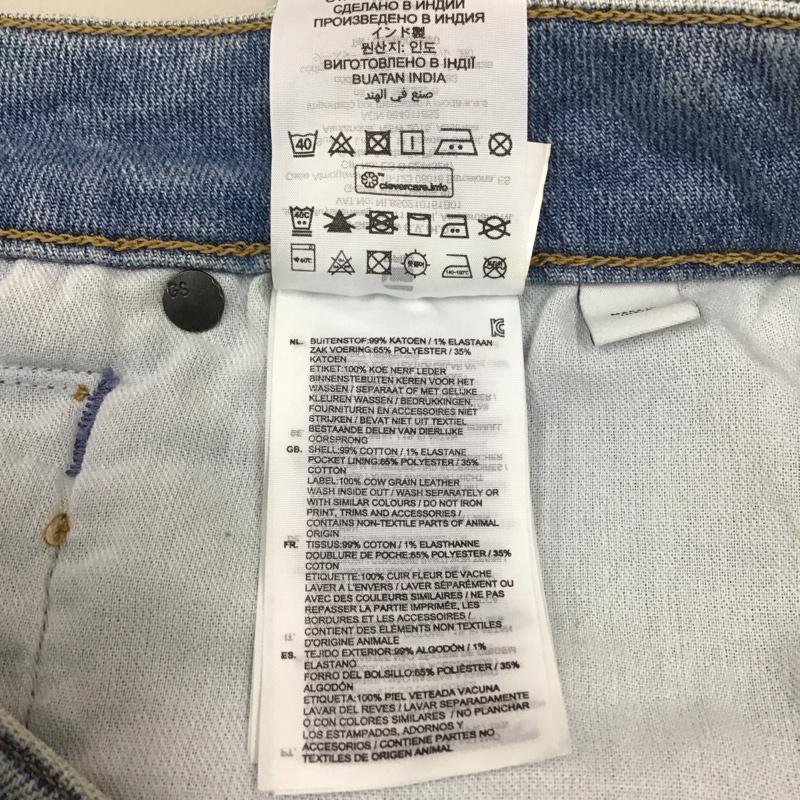 СДЕЛАНО В ИНДИИ
ПРОИЗВЕДЕНО В ИНДИЯ
インド製
원산지: 인도
ВИГОТОВЛЕНО В ІНДІЇ
BUATAN INDIA
صنع في الهند
40
clevercare.info
40C
GS
NL. BUITENSTOF:99% KATOEN / 1% ELASTAAN
ZAK VOERING:65% POLYESTER / 35%
KATOEN
ETIKET:100% KOE NERF LEDER
BINNENSTEBUITEN KEREN VOOR HET
WASSEN / SEPARAAT OF MET GELIJKE
KLEUREN WASSEN / BEDRUKKINGEN,
FOURNITUREN EN ACCESSOIRES NIET
STRIJKEN / BEVAT NIET UIT TEXTIEL
BESTAANDE DELEN VAN DIERLIJKE
OORSPRONG
GB. SHELL:99% COTTON / 1% ELASTANE
POCKET LINING:65% POLYESTER / 35%
COTTON
LABEL:100% COW GRAIN LEATHER
WASH INSIDE OUT / WASH SEPARATELY OR
WITH SIMILAR COLOURS / DO NOT IRON
PRINT, TRIMS AND ACCESSORIES /
CONTAINS NON-TEXTILE PARTS OF ANIMAL
ORIGIN
FR. TISSUS:99% COTON / 1% ELASTHANNE
DOUBLURE DE POCHE:65% POLYESTER / 35%
COTON
ETIQUETTE:100% CUIR FLEUR DE VACHE
LAVER A L'ENVERS / LAVER SÉPARÉMENT OU
AVEC DES COULEURS SIMILAIRES / NE PAS
REPASSER LA PARTIE IMPRIMÉE, LES
BORDURES ET LES ACCESSOIRES /
CONTIENT DES ÉLÉMENTS NON TEXTILES
D'ORIGINE ANIMALE
ES. TEJIDO EXTERIOR:99% ALGODÓN / 1%
ELASTANO
FORRO DEL BOLSILLO:65% POLIÉSTER / 35%
ALGODÓN
ETIQUETA:100% PIEL VETEADA VACUNA
LAVAR DEL REVES / LAVAR SEPARADAMENTE
O CON COLORES SIMILARES / NO PLANCHAR
LOS ESTAMPADOS, ADORNOS Y
ACCESORIOS / CONTIENE PARTES NO
TEXTILES DE ORIGEN ANIMAL